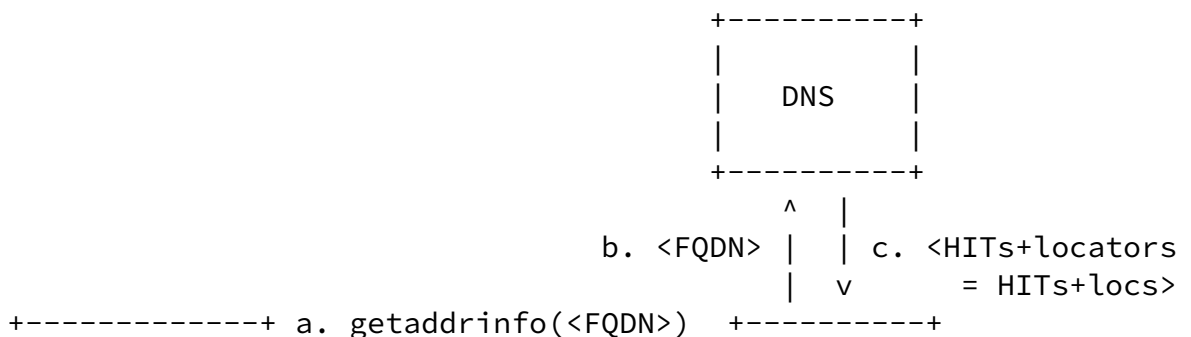 +----------+
|          |
|   DNS    |
|          |
+----------+
^  |
b. <FQDN> |  | c. <HITs+locators
|  v      = HITs+locs>
+-------------+ a. getaddrinfo(<FQDN>)  +----------+